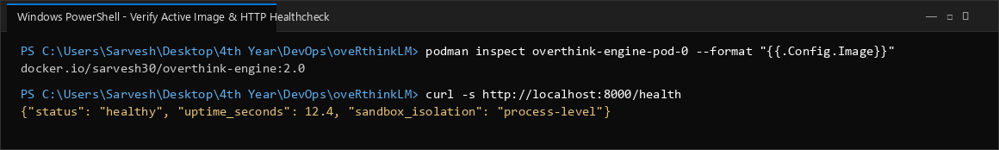 Windows PowerShell - Verify Active Image & HTTP Healthcheck
PS C:\Users\Sarvesh\Desktop\4th Year\DevOps\oveRthinkLM> podman inspect overthink-engine-pod-0 --format "{{.Config.Image}}"
docker.io/sarvesh30/overthink-engine:2.0
PS C:\Users\Sarvesh\Desktop\4th Year\DevOps\oveRthinkLM> curl -s http://localhost:8000/health
{"status": "healthy", "uptime_seconds": 12.4, "sandbox_isolation": "process-level"}